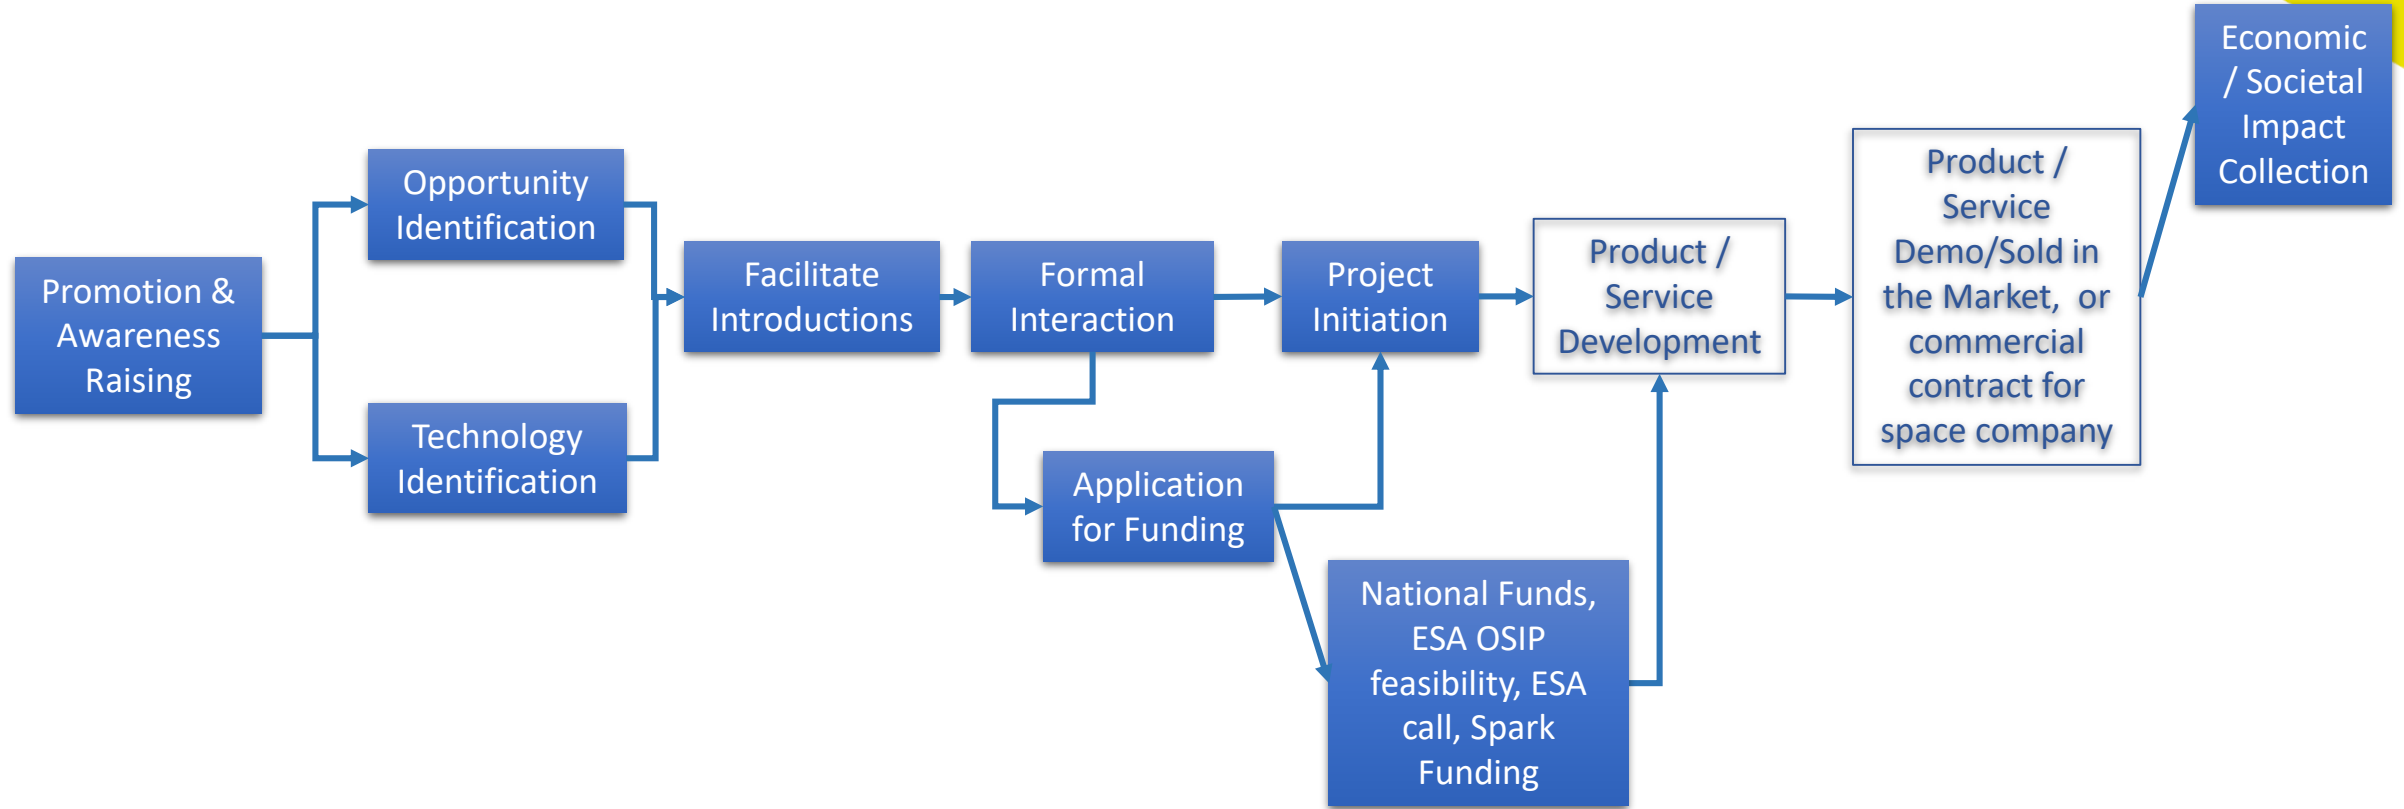 Promotion &
Awareness
Raising
Opportunity
Identification
Technology
Identification
Facilitate
Introductions
Formal
Interaction
Application
for Funding
Project
Initiation
National Funds,
ESA OSIP
feasibility, ESA
call, Spark
Funding
Product /
Service
Development
Product /
Service
Demo/Sold in
the Market,  or
commercial
contract for
space company
Economic
/ Societal
Impact
Collection